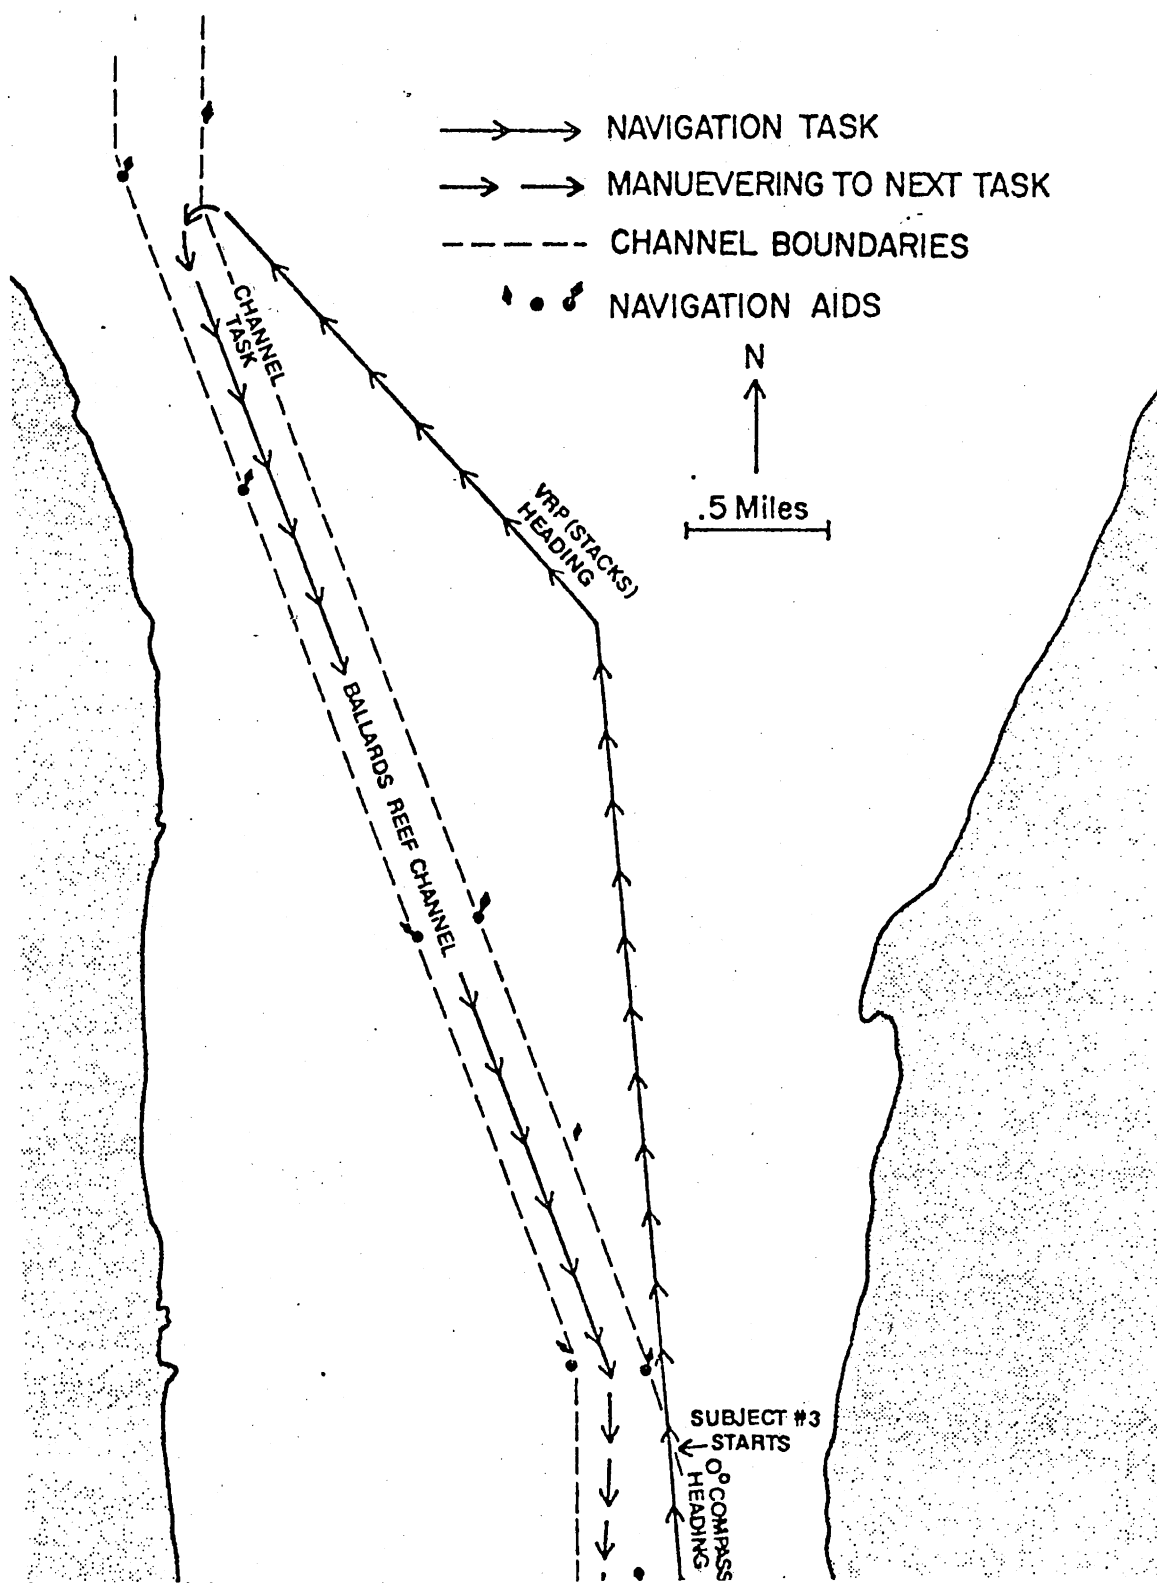 NAVIGATION TASK
MANUEVERING TO NEXT TASK
CHANNEL BOUNDARIES
NAVIGATION AIDS
N
.5 Miles
CHANNEL
TASK
VRP (STACKS)
HEADING
BALLARDS REEF CHANNEL
SUBJECT #3
STARTS
0° COMPASS
HEADING